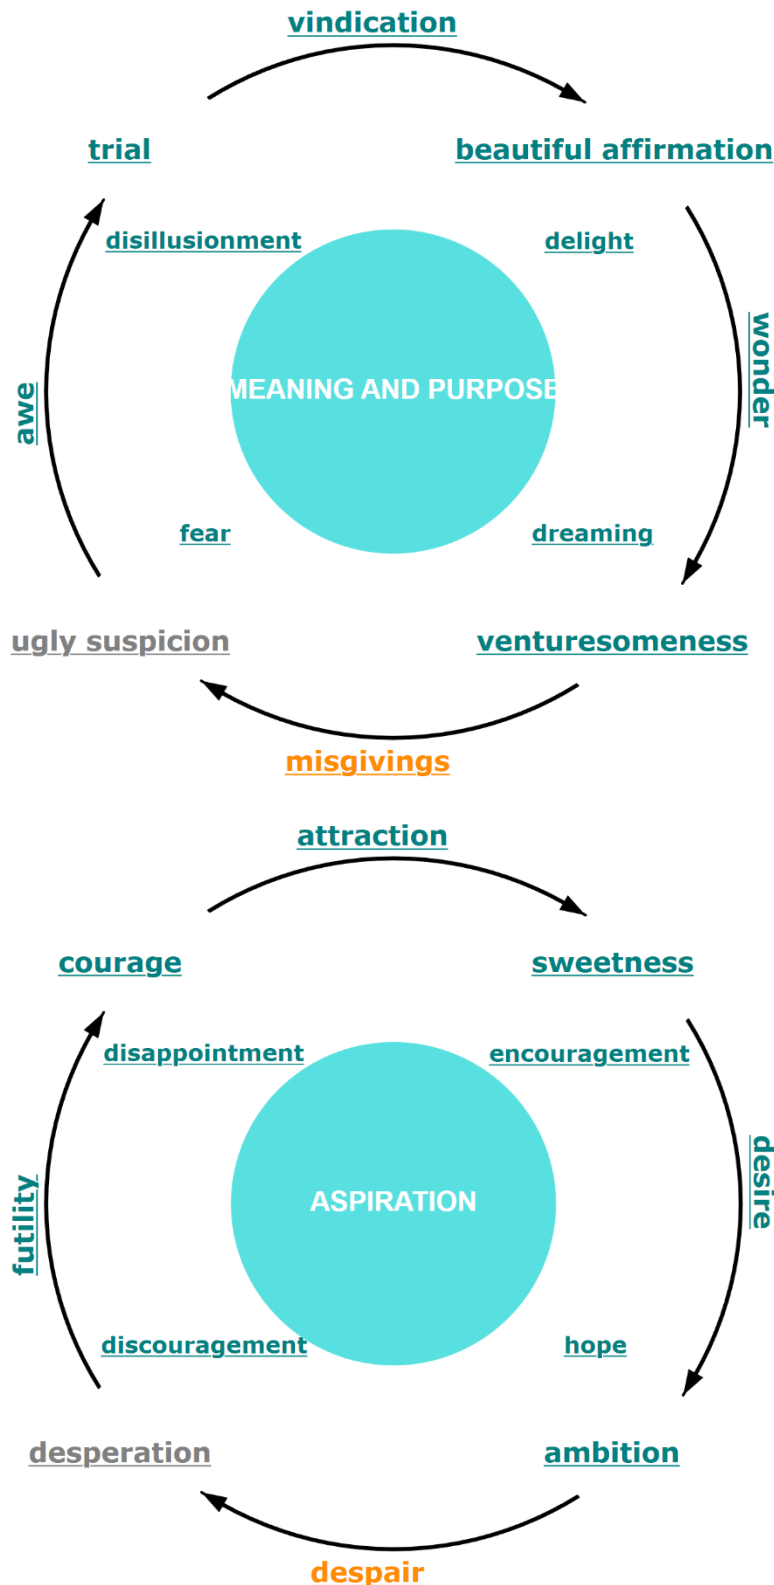 vindication
trial
beautiful affirmation
disillusionment
delight
wonder
awe
MEANING AND PURPOSE
fear
dreaming
ugly suspicion
venturesomeness
misgivings
attraction
courage
sweetness
disappointment
encouragement
desire
futility
ASPIRATION
discouragement
hope
desperation
ambition
despair